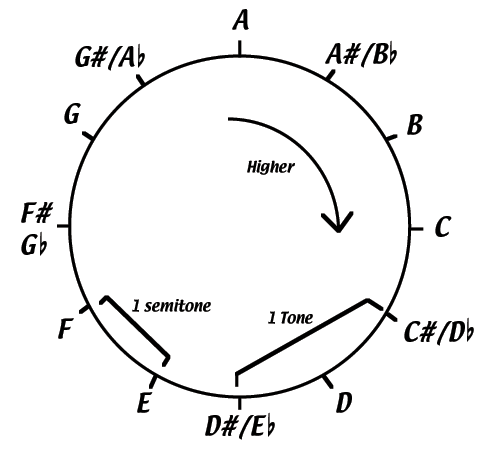 A
A#/B♭
B
C
C#/D♭
D
D#/E♭
E
F
F#
G♭
G
G#/A♭
Higher
1 semitone
1 Tone